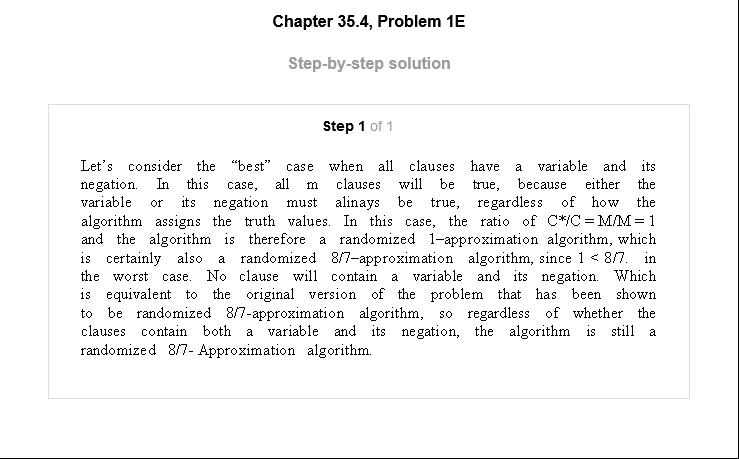 Chapter 35.4, Problem 1E
Step-by-step solution
Step 1 of 1
Let's consider the “best” case when all clauses have a variable and its
negation. In this case, all m clauses will be true, because either the
variable or its negation must alinays be true, regardless of how the
algorithm assigns the truth values. In this case, the ratio of C*/C = M/M = 1
and the algorithm is therefore a randomized 1–approximation algorithm, which
is certainly also a randomized 8/7–approximation algorithm, since 1 < 8/7. in
the worst case. No clause will contain a variable and its negation. Which
is equivalent to the original version of the problem that has been shown
to be randomized 8/7-approximation algorithm, so regardless of whether the
clauses contain both a variable and its negation, the algorithm is still a
randomized 8/7- Approximation algorithm.